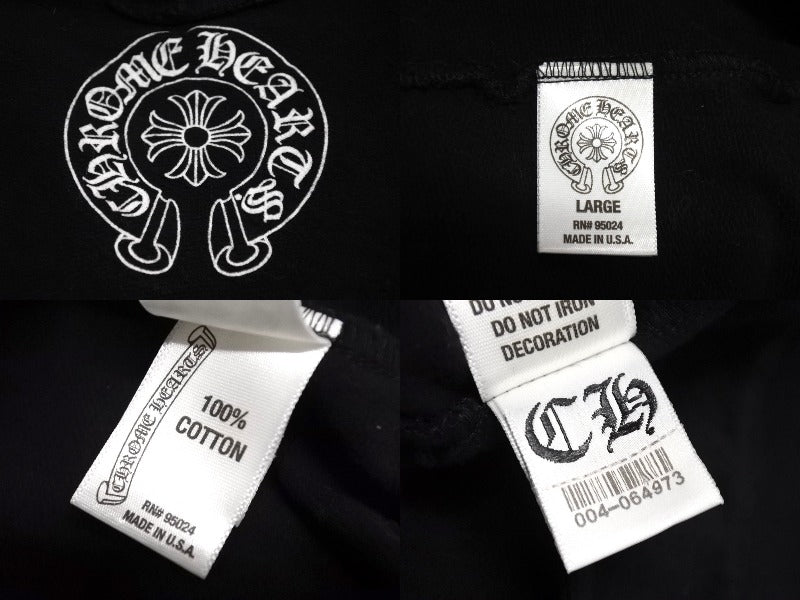 CHROME HEARTS
CHROME HEARTS
LARGE
RN# 95024
MADE IN U.S.A.
CHROME HEARTS
100%
COTTON
RN# 95024
MADE IN U.S.A.
DO NOT IRON
DECORATION
CH
004-064973